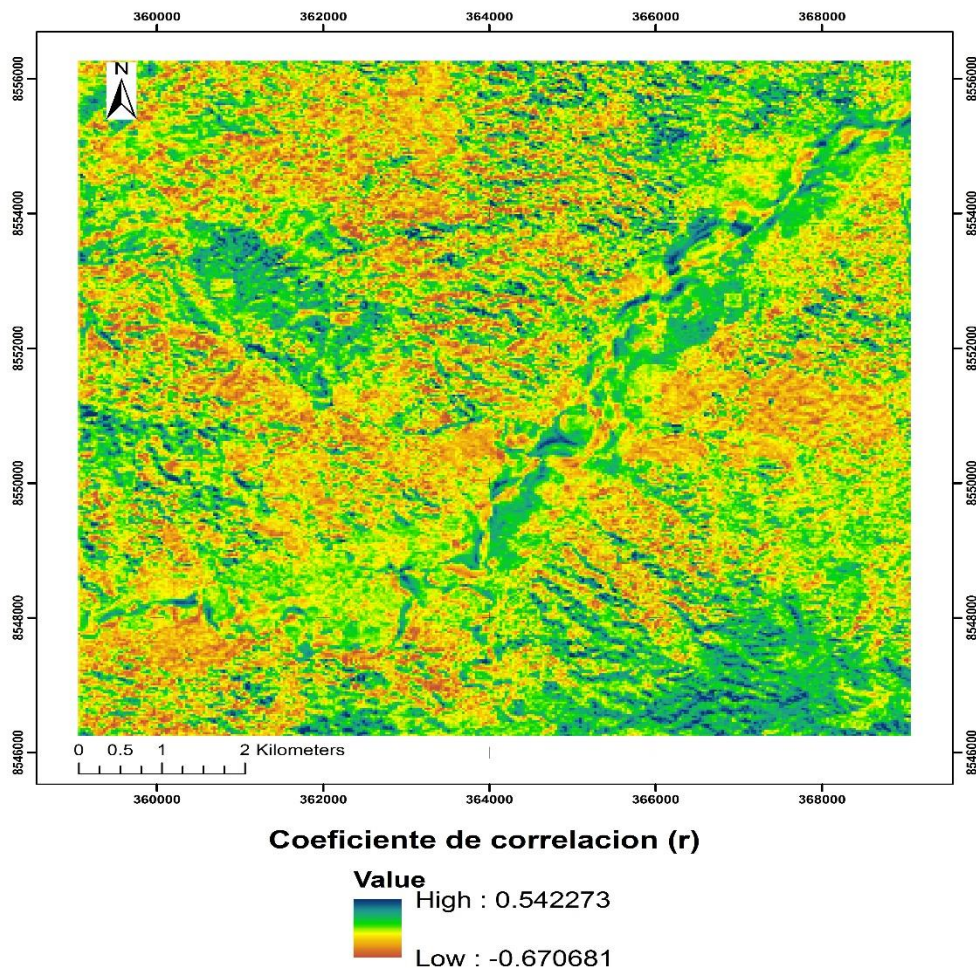 360000 362000 364000 366000 368000
8556000 8556000
N
8554000 8554000
8552000 8552000
8550000 8550000
8548000 8548000
8546000 8546000
0 0.5 1 2 Kilometers
360000 362000 364000 366000 368000
Coeficiente de correlacion (r)
Value
High : 0.542273
Low : -0.670681